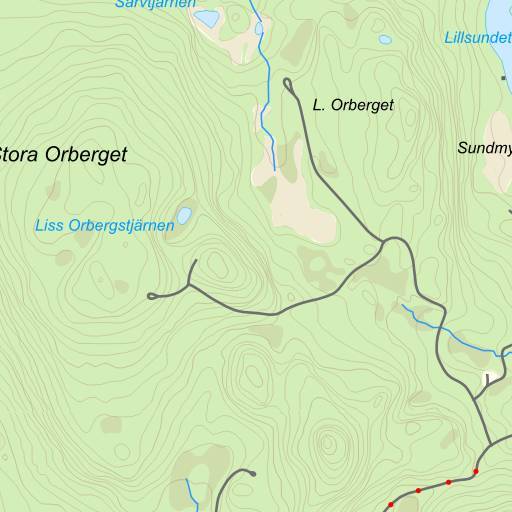 Sarvtjärnen
Lillsundet
L. Orberget
Stora Orberget
Sundmy
Liss Orbergstjärnen